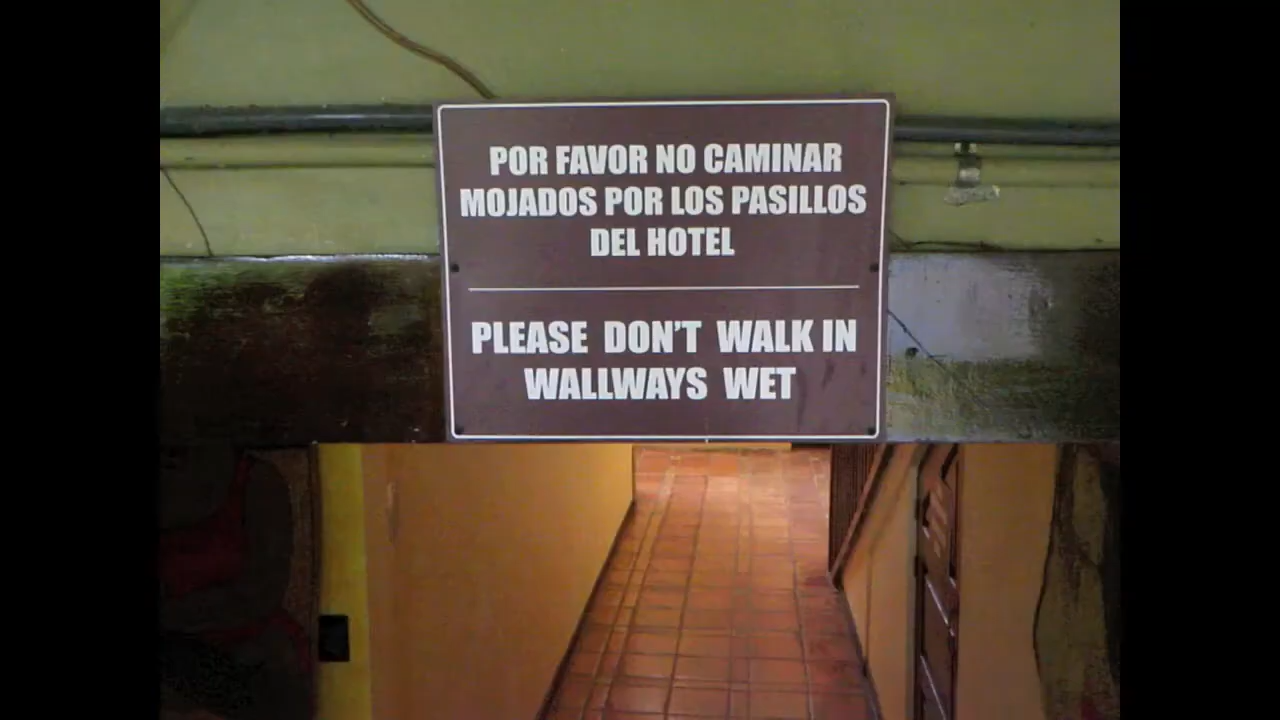 POR FAVOR NO CAMINAR
MOJADOS POR LOS PASILLOS
DEL HOTEL
PLEASE DON'T WALK IN
WALLWAYS WET